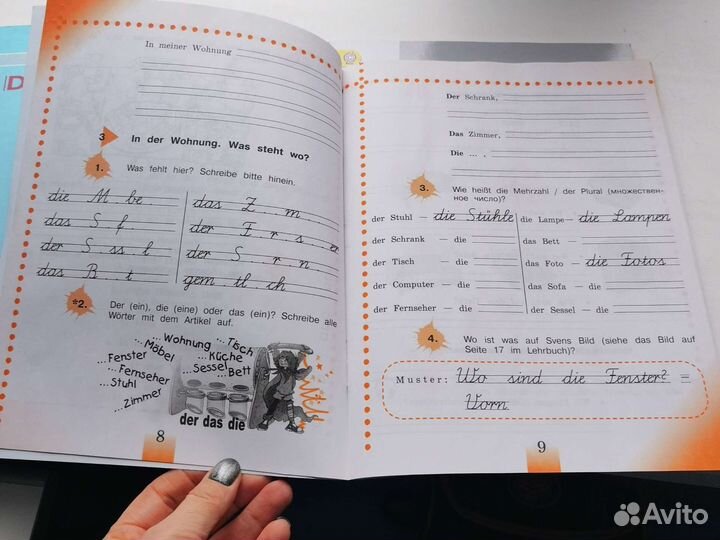 D
In meiner Wohnung
3 In der Wohnung. Was steht wo?
1. Was fehlt hier? Schreibe bitte hinein.
die M..be
das S.f.
der S.ss.l
das B..t
das Z..m..
der F.r.s..er
der S..r.n.
gem.tl.ch
*2. Der (ein), die (eine) oder das (ein)? Schreibe alle
Wörter mit dem Artikel auf.
...Wohnung
...Tisch
...Möbel
...Küche
...Fenster
...Sessel
...Bett
...Fernseher
...Stuhl
...Zimmer
der das die
8
Der Schrank,
Das Zimmer,
Die ... .
3. Wie heißt die Mehrzahl / der Plural (множествен-
ное число)?
der Stuhl — die Stühle
der Schrank — die
der Tisch — die
der Computer — die
der Fernseher — die
die Lampe — die Lampen
das Bett —
das Foto — die Fotos
das Sofa — die
der Sessel — die
4. Wo ist was auf Svens Bild (siehe das Bild auf
Seite 17 im Lehrbuch)?
Muster: Wo sind die Fenster? –
Vorn.
9
Avito